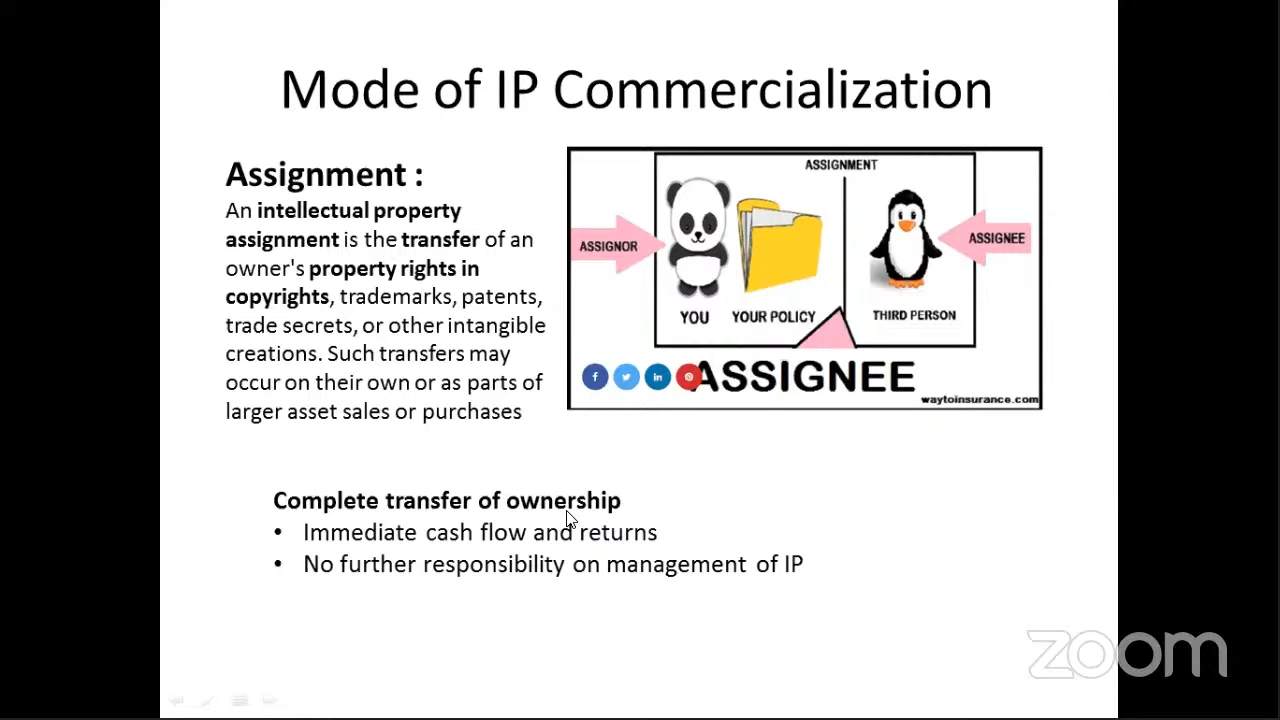 Mode of IP Commercialization
Assignment :
An intellectual property
assignment is the transfer of an
owner's property rights in
copyrights, trademarks, patents,
trade secrets, or other intangible
creations. Such transfers may
occur on their own or as parts of
larger asset sales or purchases
ASSIGNMENT
ASSIGNOR
ASSIGNEE
YOU
YOUR POLICY
THIRD PERSON
ASSIGNEE
waytoinsurance.com
Complete transfer of ownership
• Immediate cash flow and returns
• No further responsibility on management of IP
zoom